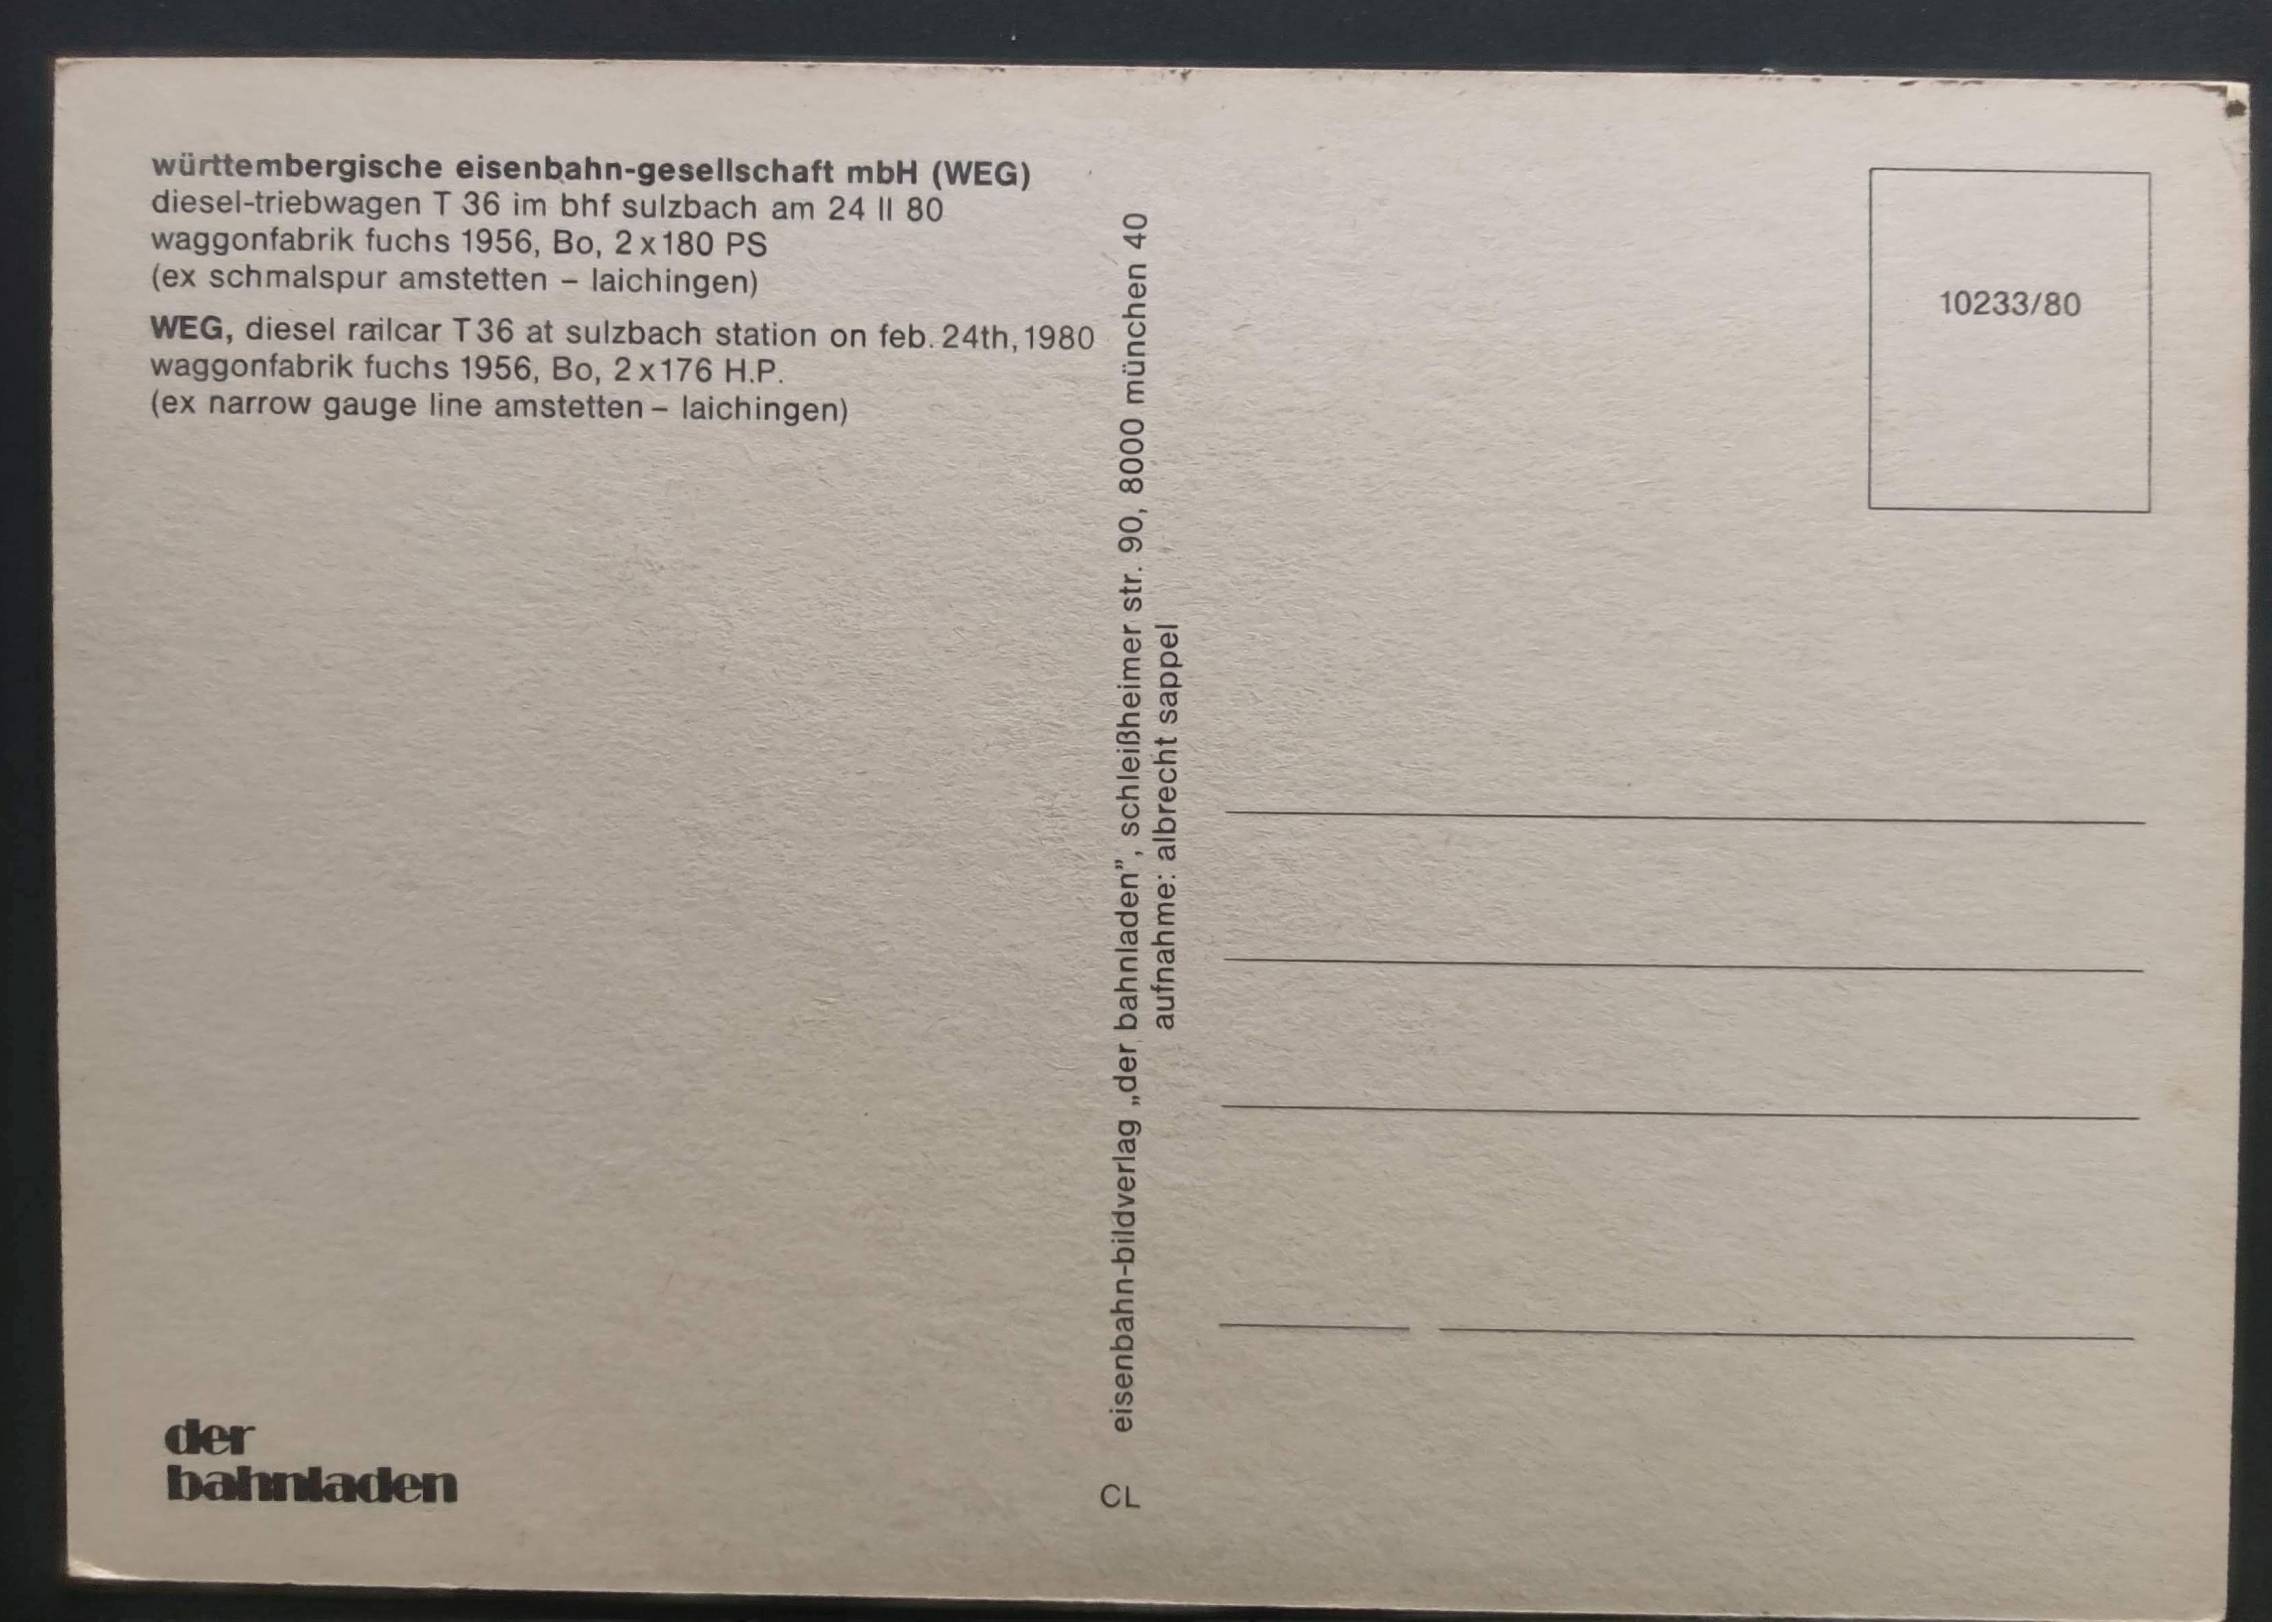 württembergische eisenbahn-gesellschaft mbH (WEG)
diesel-triebwagen T 36 im bhf sulzbach am 24 II 80
waggonfabrik fuchs 1956, Bo, 2x180 PS
(ex schmalspur amstetten – laichingen)
WEG, diesel railcar T36 at sulzbach station on feb. 24th, 1980
waggonfabrik fuchs 1956, Bo, 2x176 H.P.
(ex narrow gauge line amstetten – laichingen)
der
bahnladen
CL
eisenbahn-bildverlag „der bahnladen”, schleißheimer str. 90, 8000 münchen 40
aufnahme: albrecht sappel
10233/80